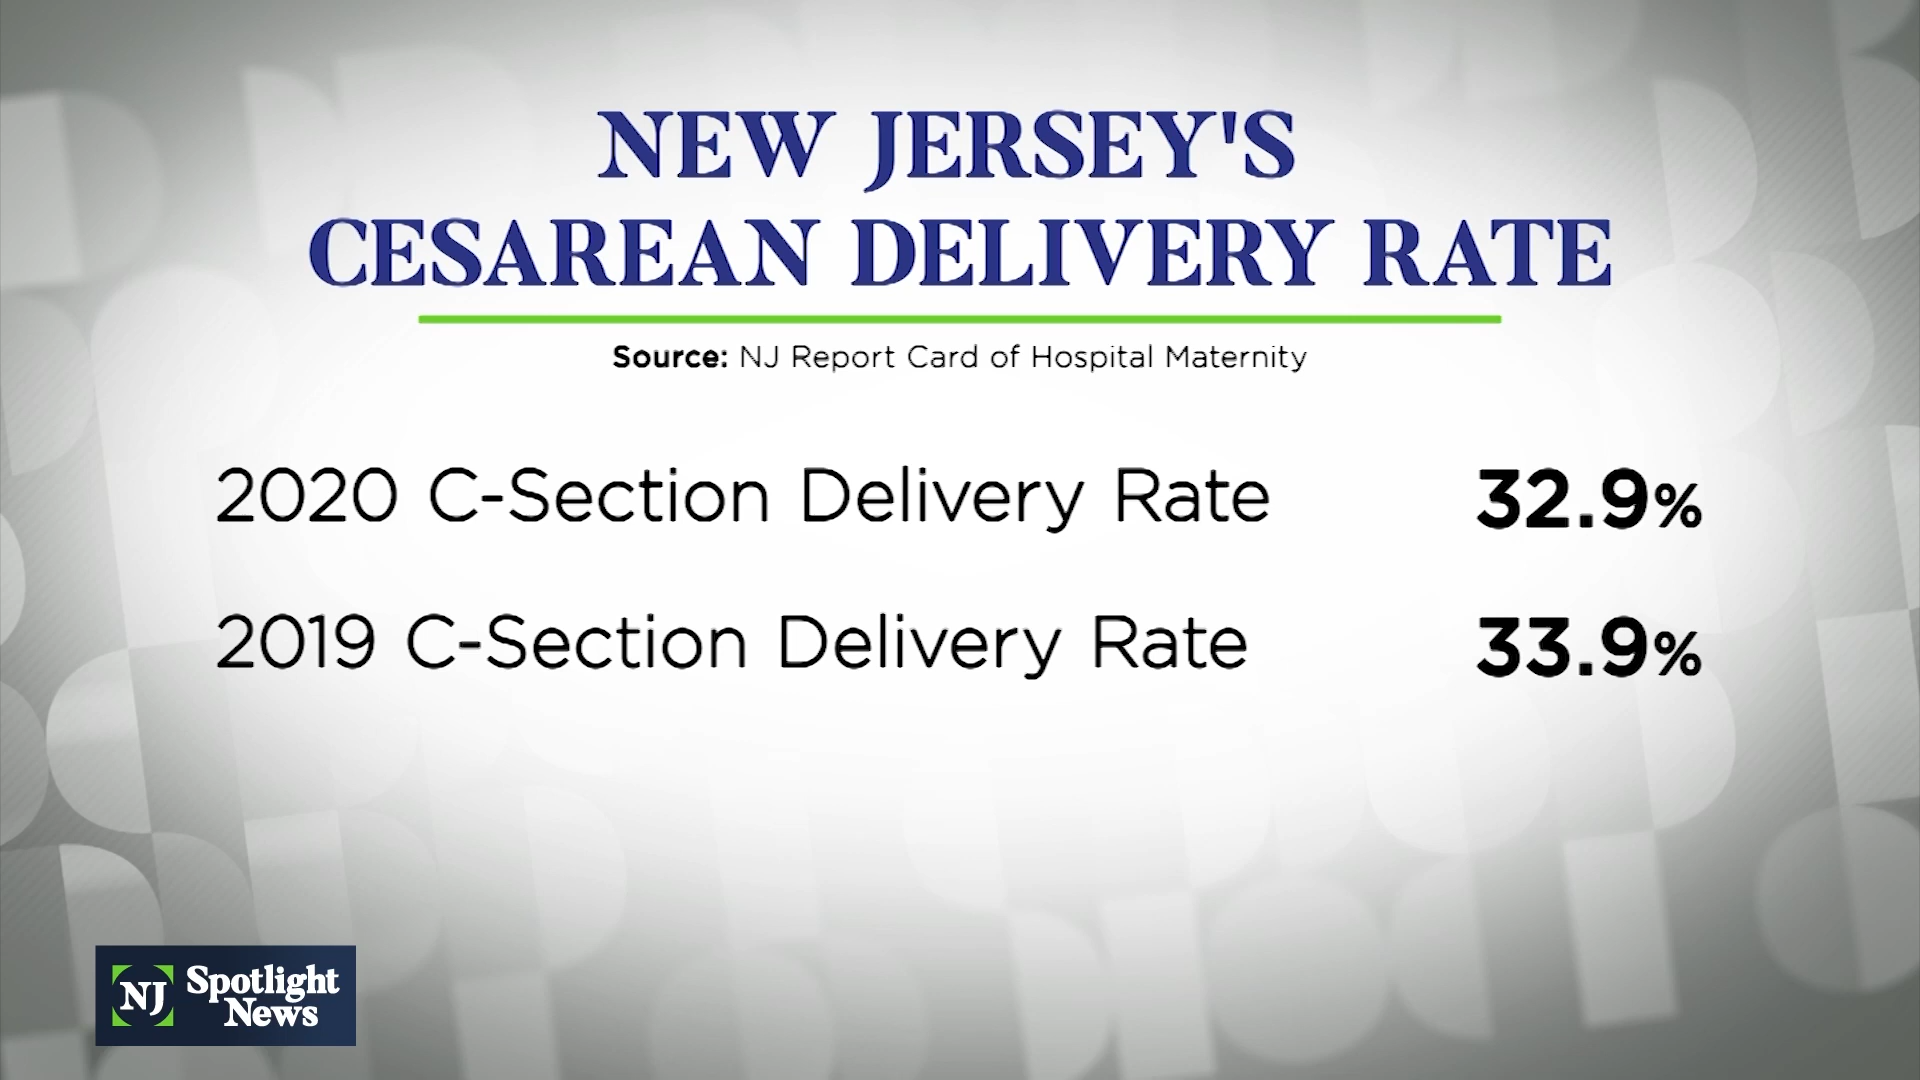 NEW JERSEY'S
CESAREAN DELIVERY RATE
Source: NJ Report Card of Hospital Maternity
2020 C-Section Delivery Rate 32.9%
2019 C-Section Delivery Rate 33.9%
NJ Spotlight
News